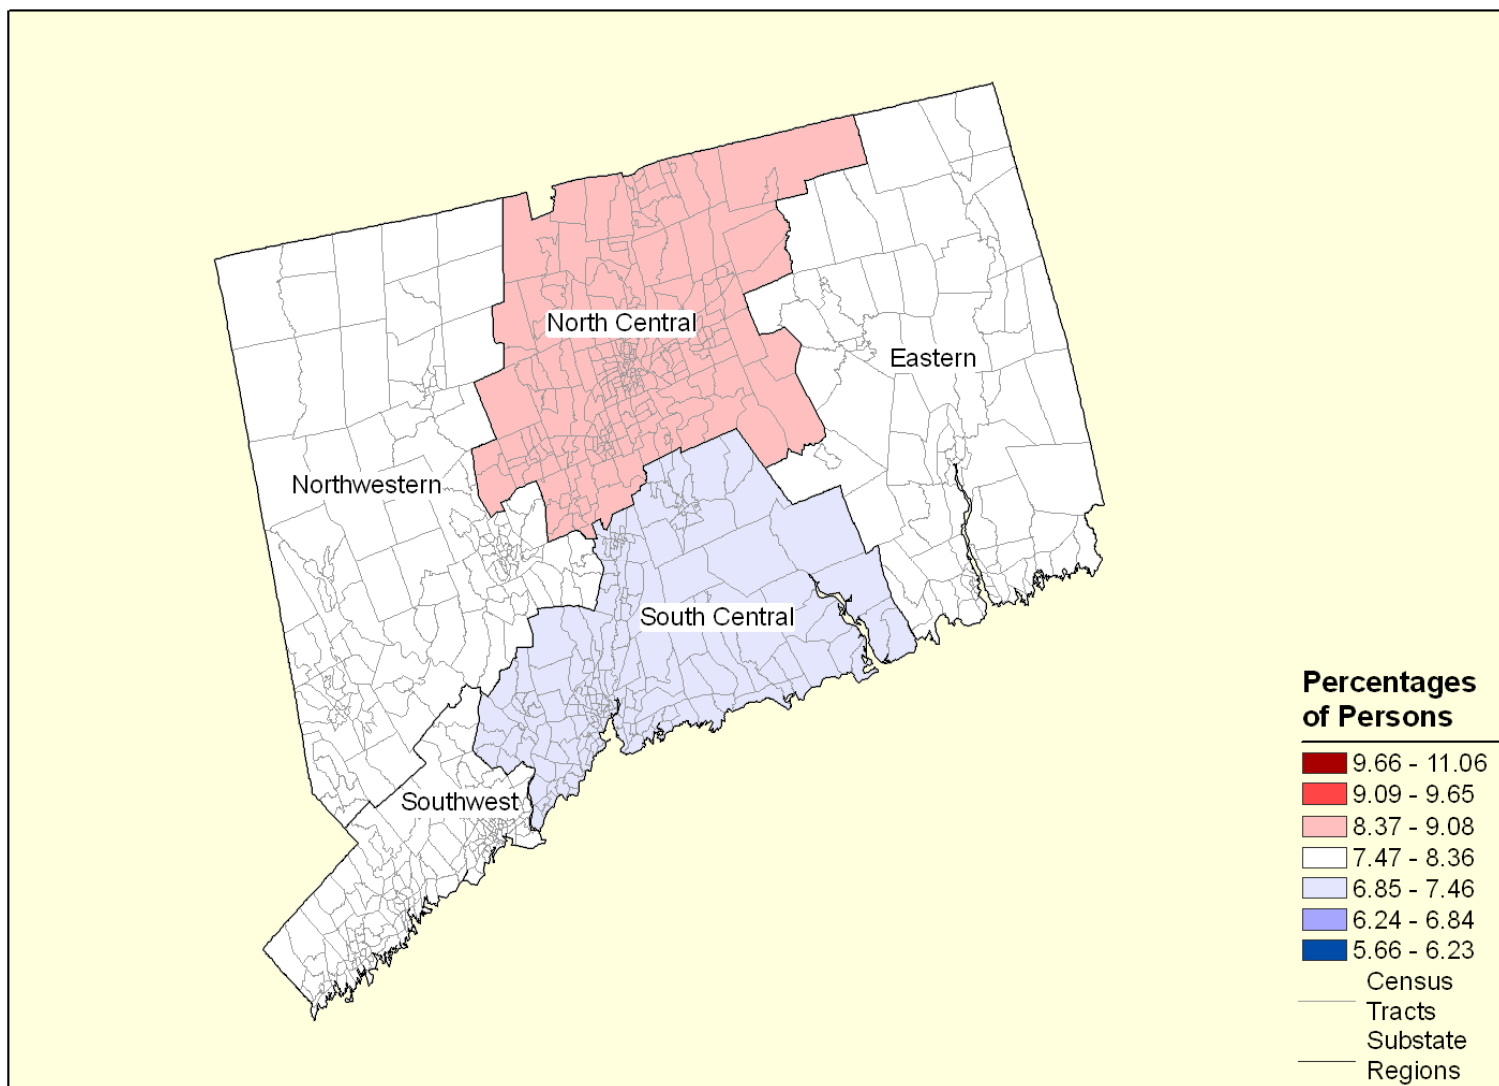 North Central
Eastern
Northwestern
South Central
Southwest
Percentages
of Persons
9.66 - 11.06
9.09 - 9.65
8.37 - 9.08
7.47 - 8.36
6.85 - 7.46
6.24 - 6.84
5.66 - 6.23
Census
Tracts
Substate
Regions